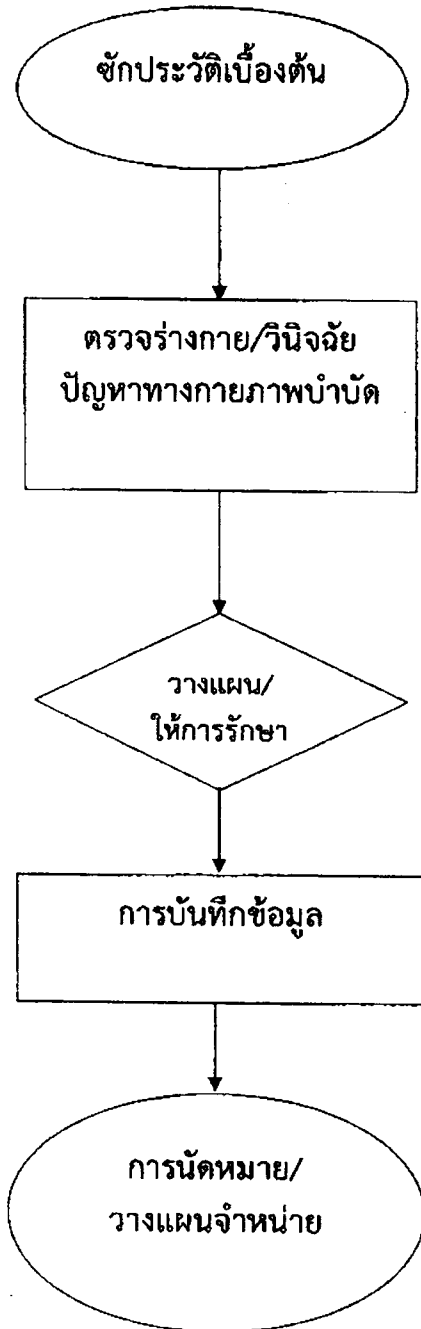 ซักประวัติเบื้องต้น
ตรวจร่างกาย/วินิจฉัย
ปัญหาทางกายภาพบำบัด
วางแผน/
ให้การรักษา
การบันทึกข้อมูล
การนัดหมาย/
วางแผนจำหน่าย